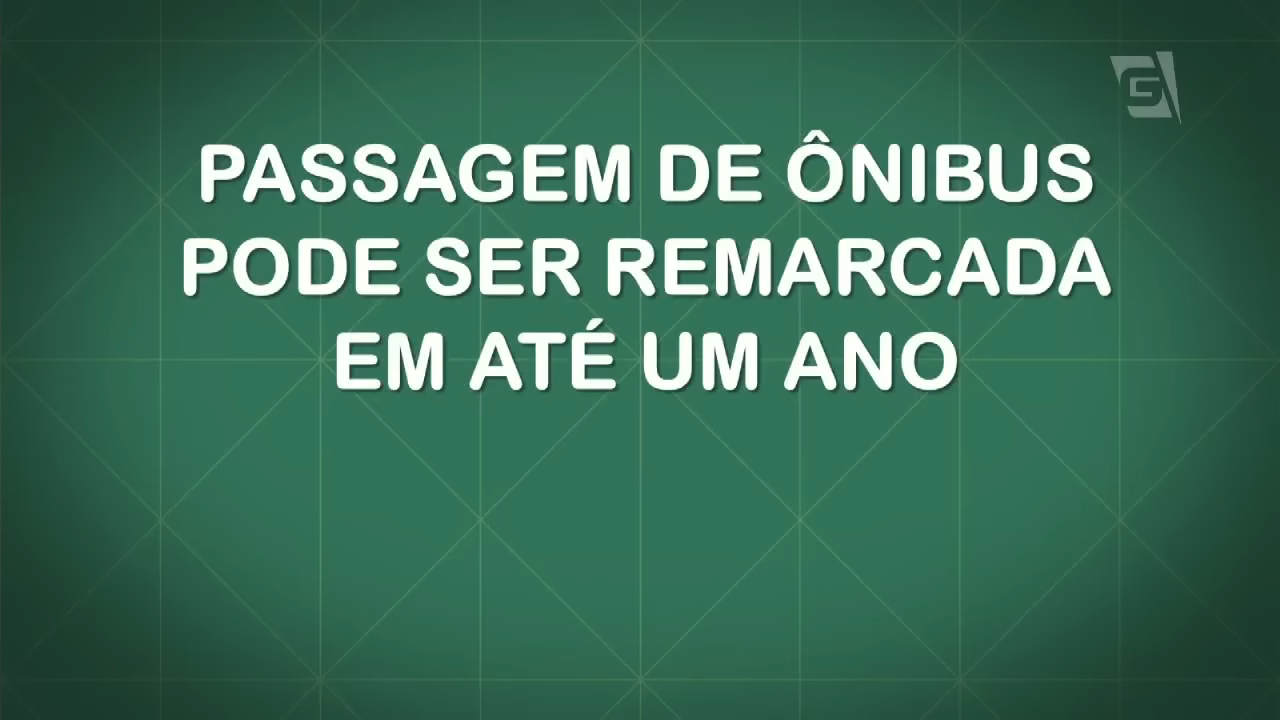 PASSAGEM DE ÔNIBUS
PODE SER REMARCADA
EM ATÉ UM ANO